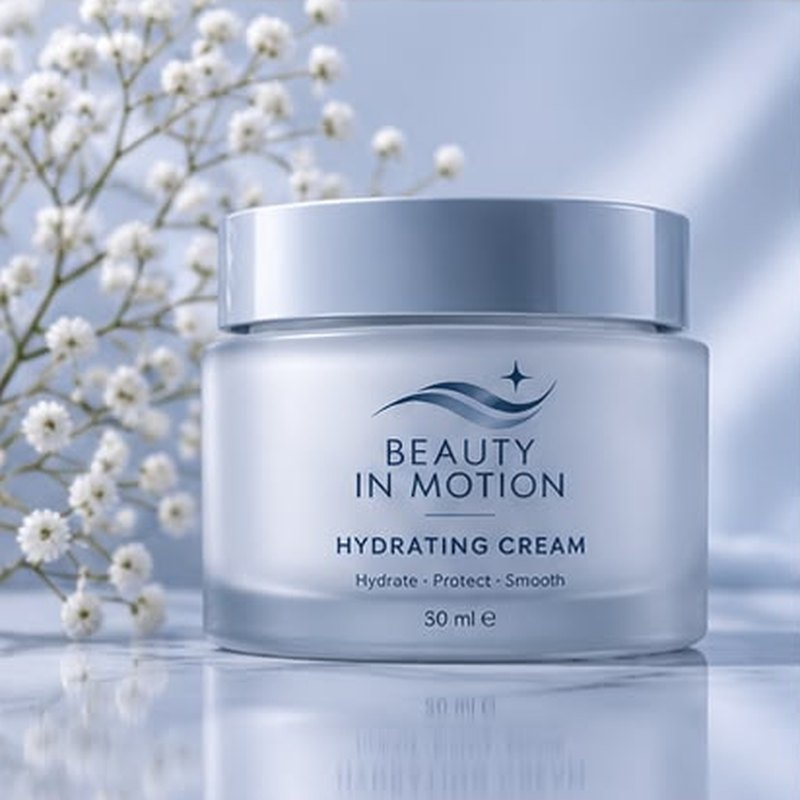 BEAUTY
IN MOTION
HYDRATING CREAM
Hydrate · Protect · Smooth
30 ml ℮